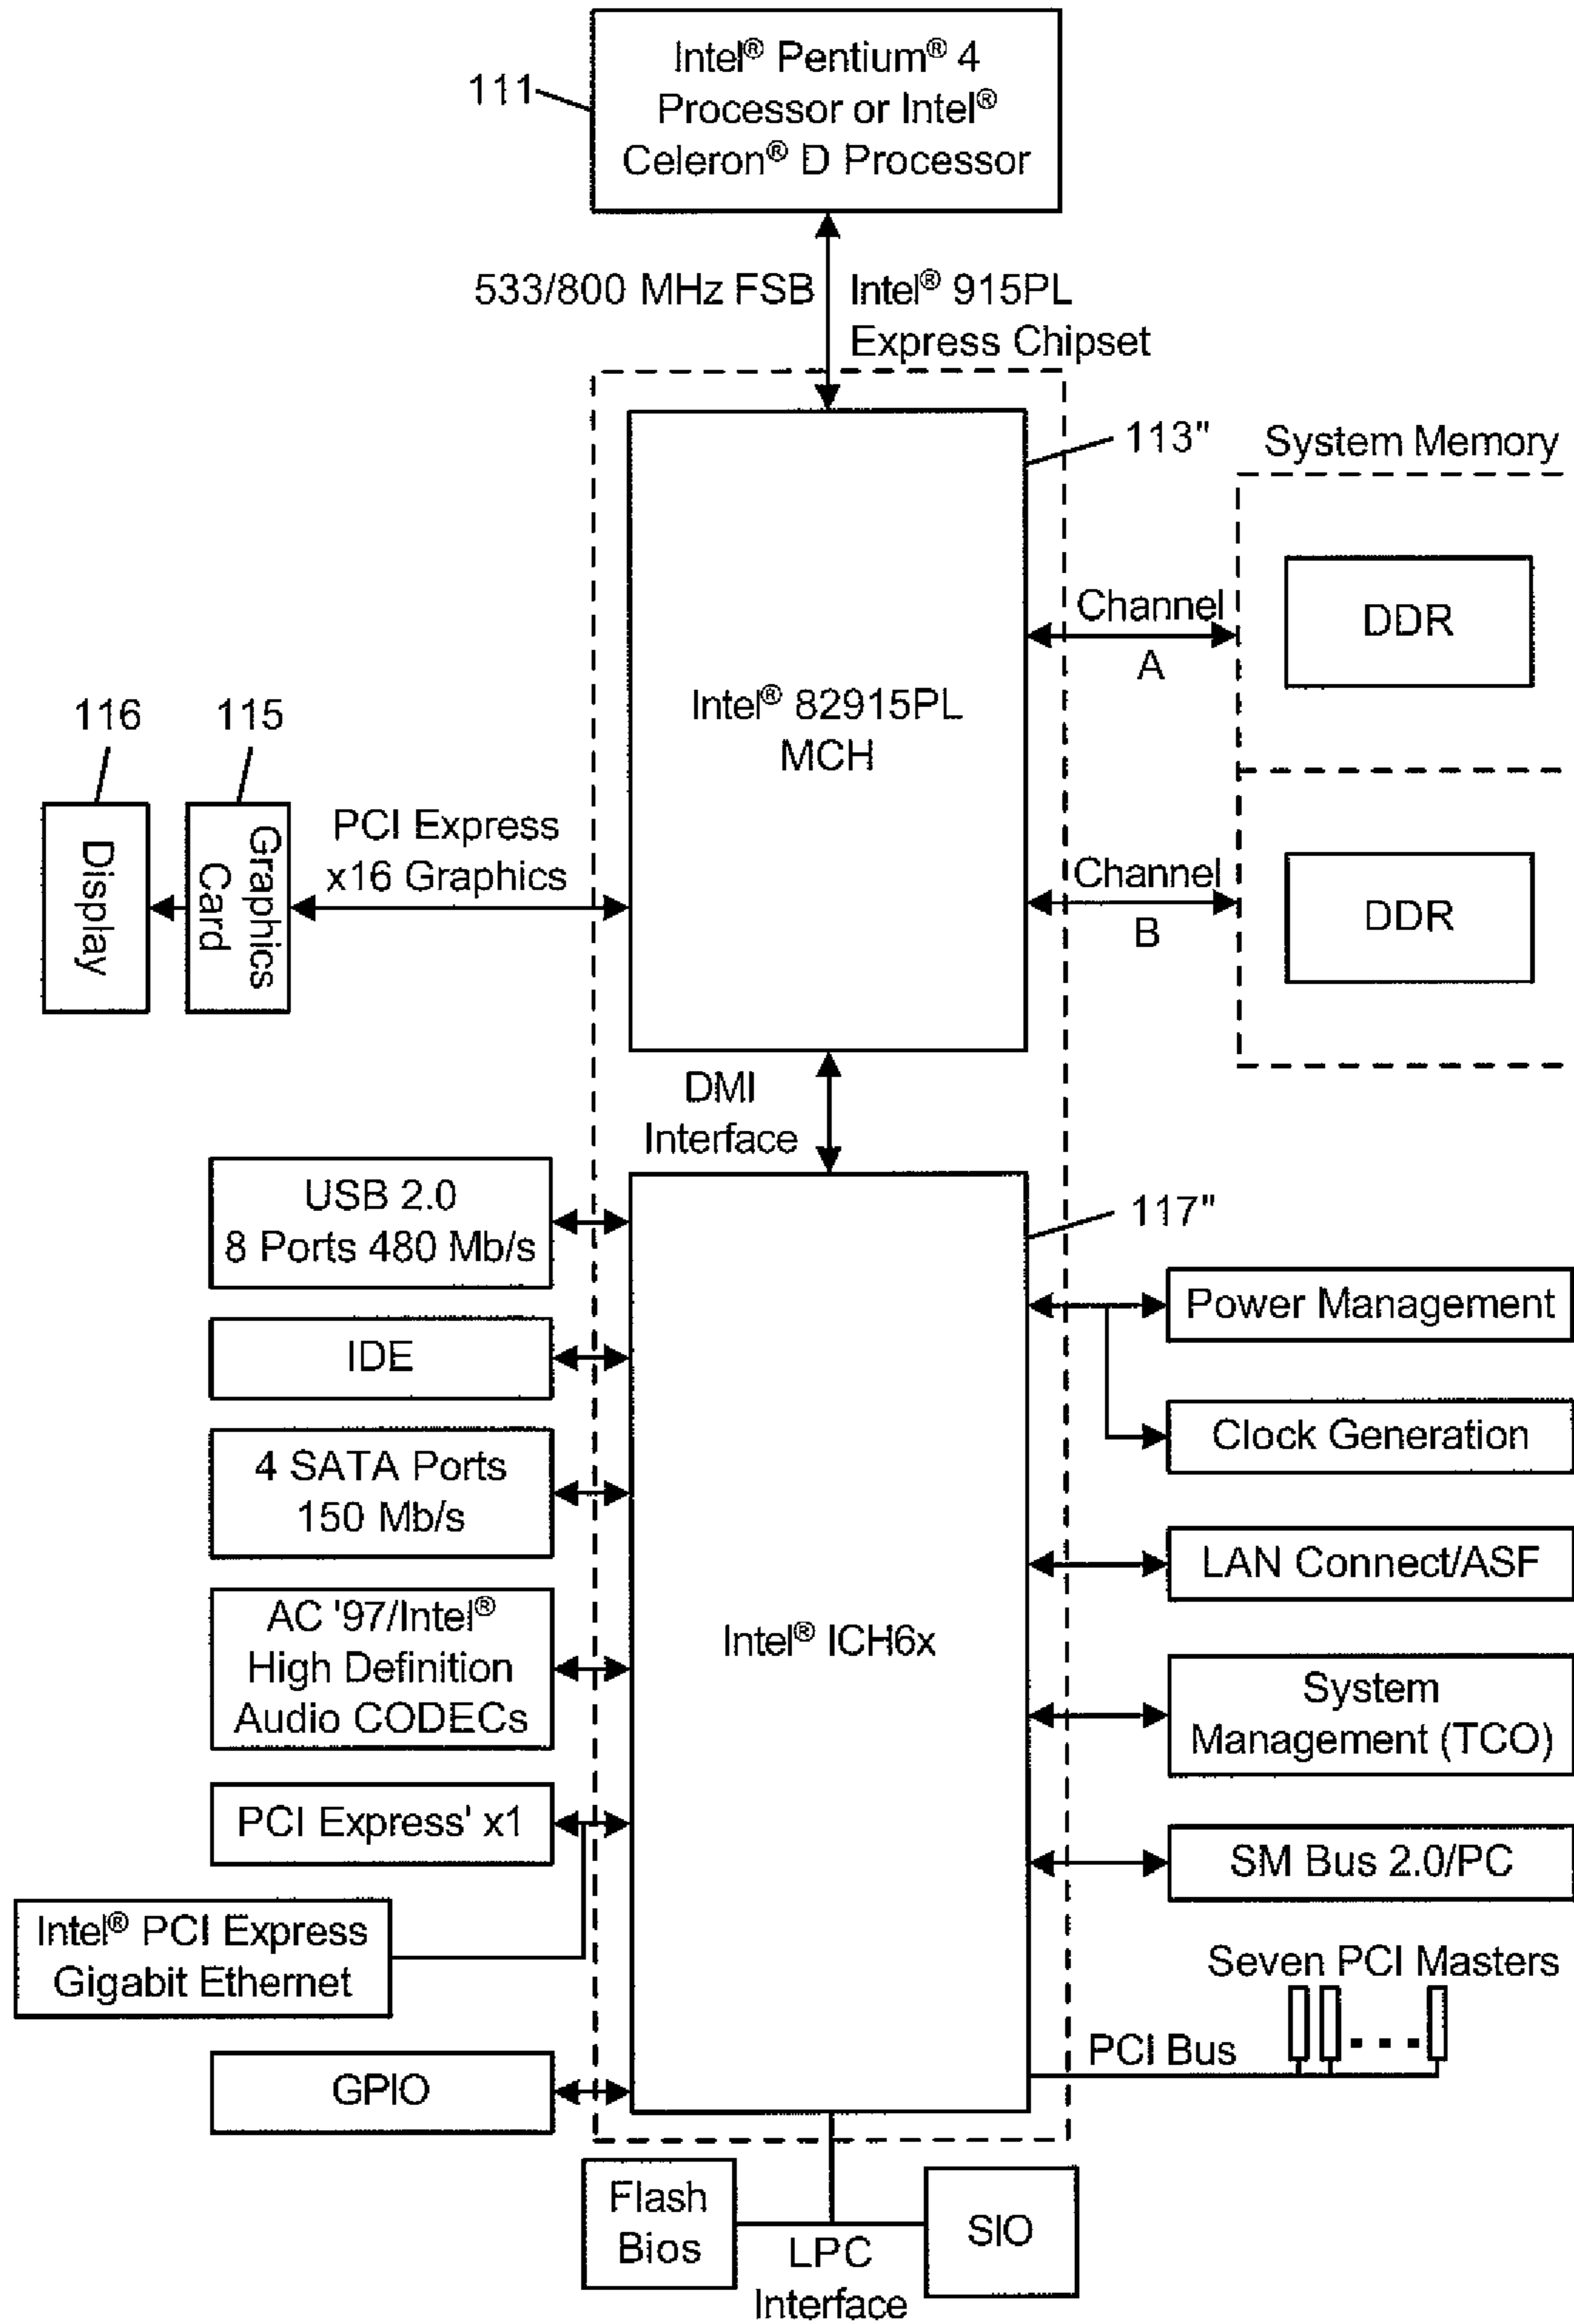 Intel® Pentium® 4
Processor or Intel®
Celeron® D Processor
111
533/800 MHz FSB
Intel® 915PL
Express Chipset
113"
System Memory
Channel
A
DDR
Intel® 82915PL
MCH
116
115
Display
Graphics
Card
PCI Express
x16 Graphics
Channel
B
DDR
DMI
Interface
117"
USB 2.0
8 Ports 480 Mb/s
IDE
4 SATA Ports
150 Mb/s
AC '97/Intel®
High Definition
Audio CODECs
PCI Express' x1
Intel® PCI Express
Gigabit Ethernet
GPIO
Intel® ICH6x
Power Management
Clock Generation
LAN Connect/ASF
System
Management (TCO)
SM Bus 2.0/PC
Seven PCI Masters
PCI Bus
Flash
Bios
LPC
Interface
SIO